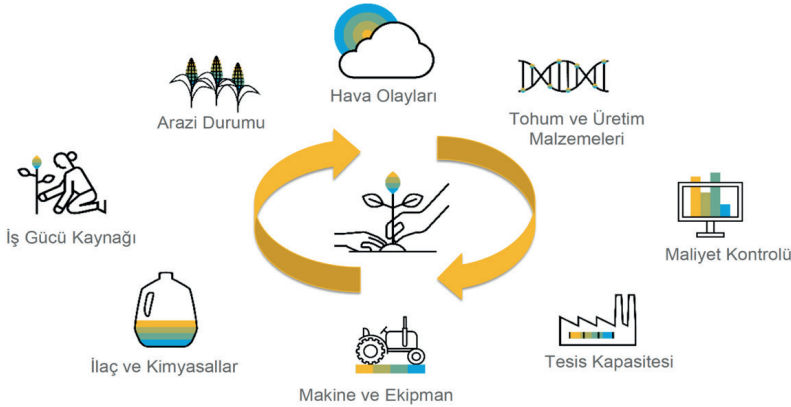 Hava Olayları
Tohum ve Üretim
Malzemeleri
Maliyet Kontrolü
Tesis Kapasitesi
Makine ve Ekipman
İlaç ve Kimyasallar
İş Gücü Kaynağı
Arazi Durumu